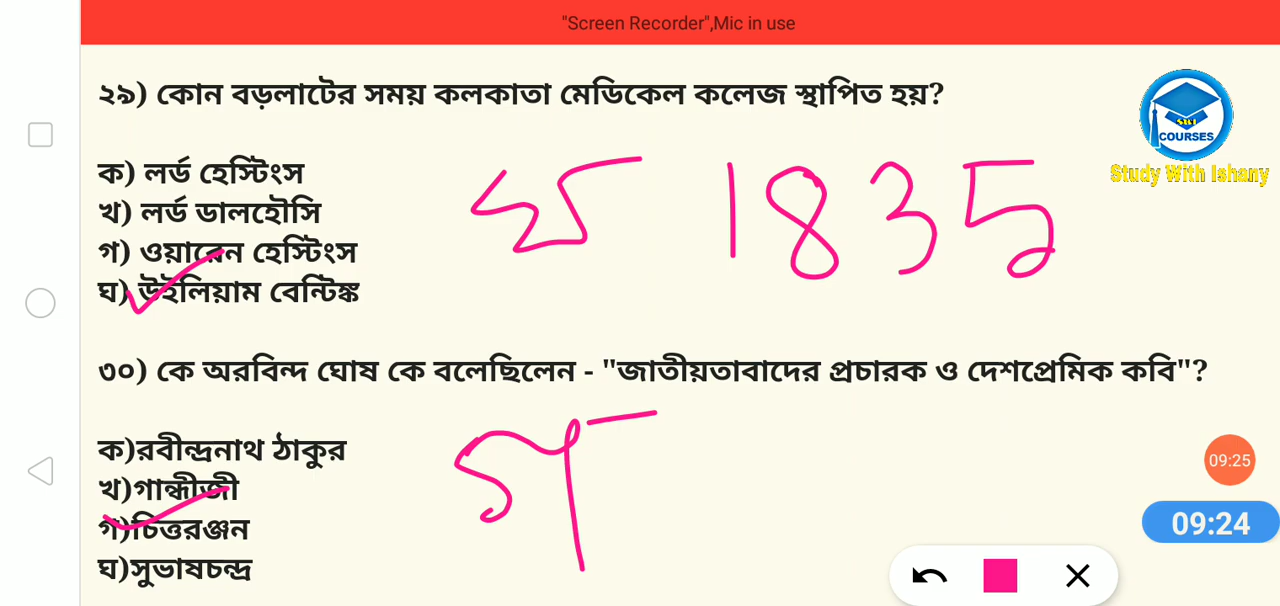 "Screen Recorder",Mic in use
২৯) কোন বড়লাটের সময় কলকাতা মেডিকেল কলেজ স্থাপিত হয়?
SKI
COURSES
Study With Ishany
ক) লর্ড হেস্টিংস
খ) লর্ড ডালহৌসি
গ) ওয়ারেন হেস্টিংস
ঘ) উইলিয়াম বেন্টিঙ্ক
ঘ 1835
৩০) কে অরবিন্দ ঘোষ কে বলেছিলেন - "জাতীয়তাবাদের প্রচারক ও দেশপ্রেমিক কবি"?
ক)রবীন্দ্রনাথ ঠাকুর
খ)গান্ধীজী
গ)চিত্তরঞ্জন
ঘ)সুভাষচন্দ্র
গ
09:25
09:24